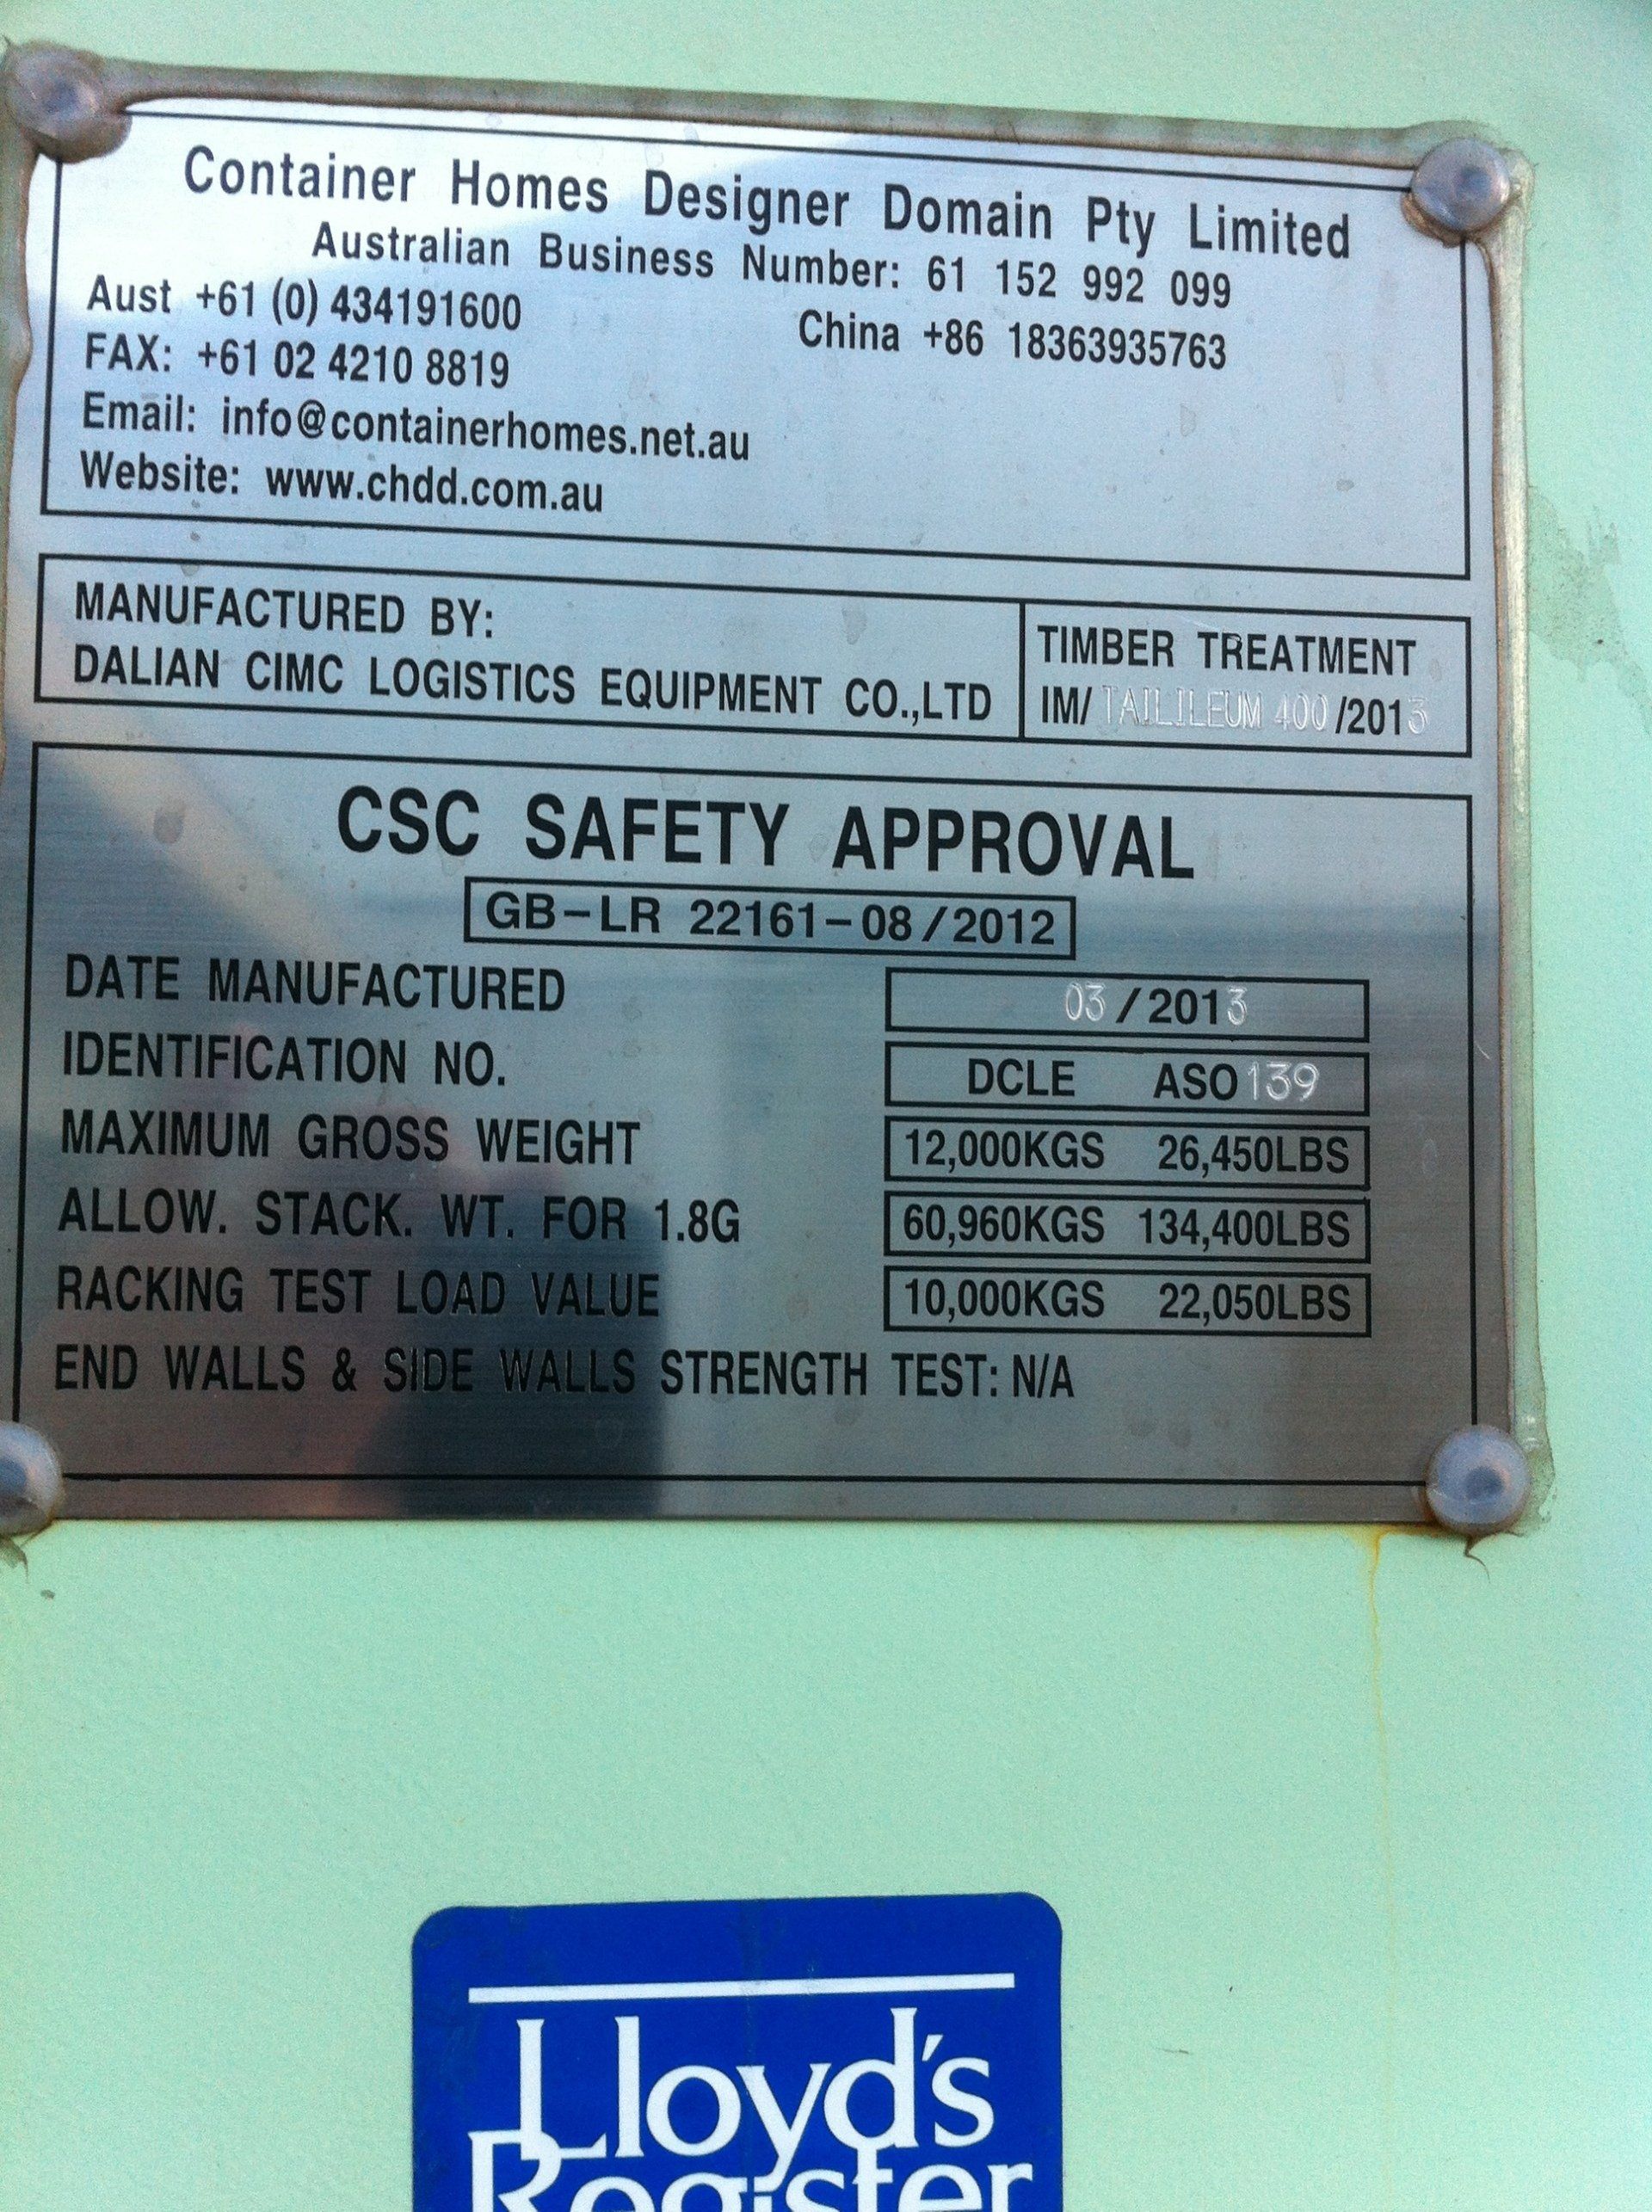 Container Homes Designer Domain Pty Limited
Australian Business Number: 61 152 992 099
Aust +61 (0) 434191600
China +86 18363935763
FAX: +61 02 4210 8819
Email: info@containerhomes.net.au
Website: www.chdd.com.au
MANUFACTURED BY:
DALIAN CIMC LOGISTICS EQUIPMENT CO.,LTD
TIMBER TREATMENT
IM/ TAILILEUM 400 /2013
CSC SAFETY APPROVAL
GB-LR 22161-08/2012
DATE MANUFACTURED 03/2013
IDENTIFICATION NO. DCLE ASO139
MAXIMUM GROSS WEIGHT 12,000KGS 26,450LBS
ALLOW. STACK. WT. FOR 1.8G 60,960KGS 134,400LBS
RACKING TEST LOAD VALUE 10,000KGS 22,050LBS
END WALLS & SIDE WALLS STRENGTH TEST: N/A
Lloyd's
Register